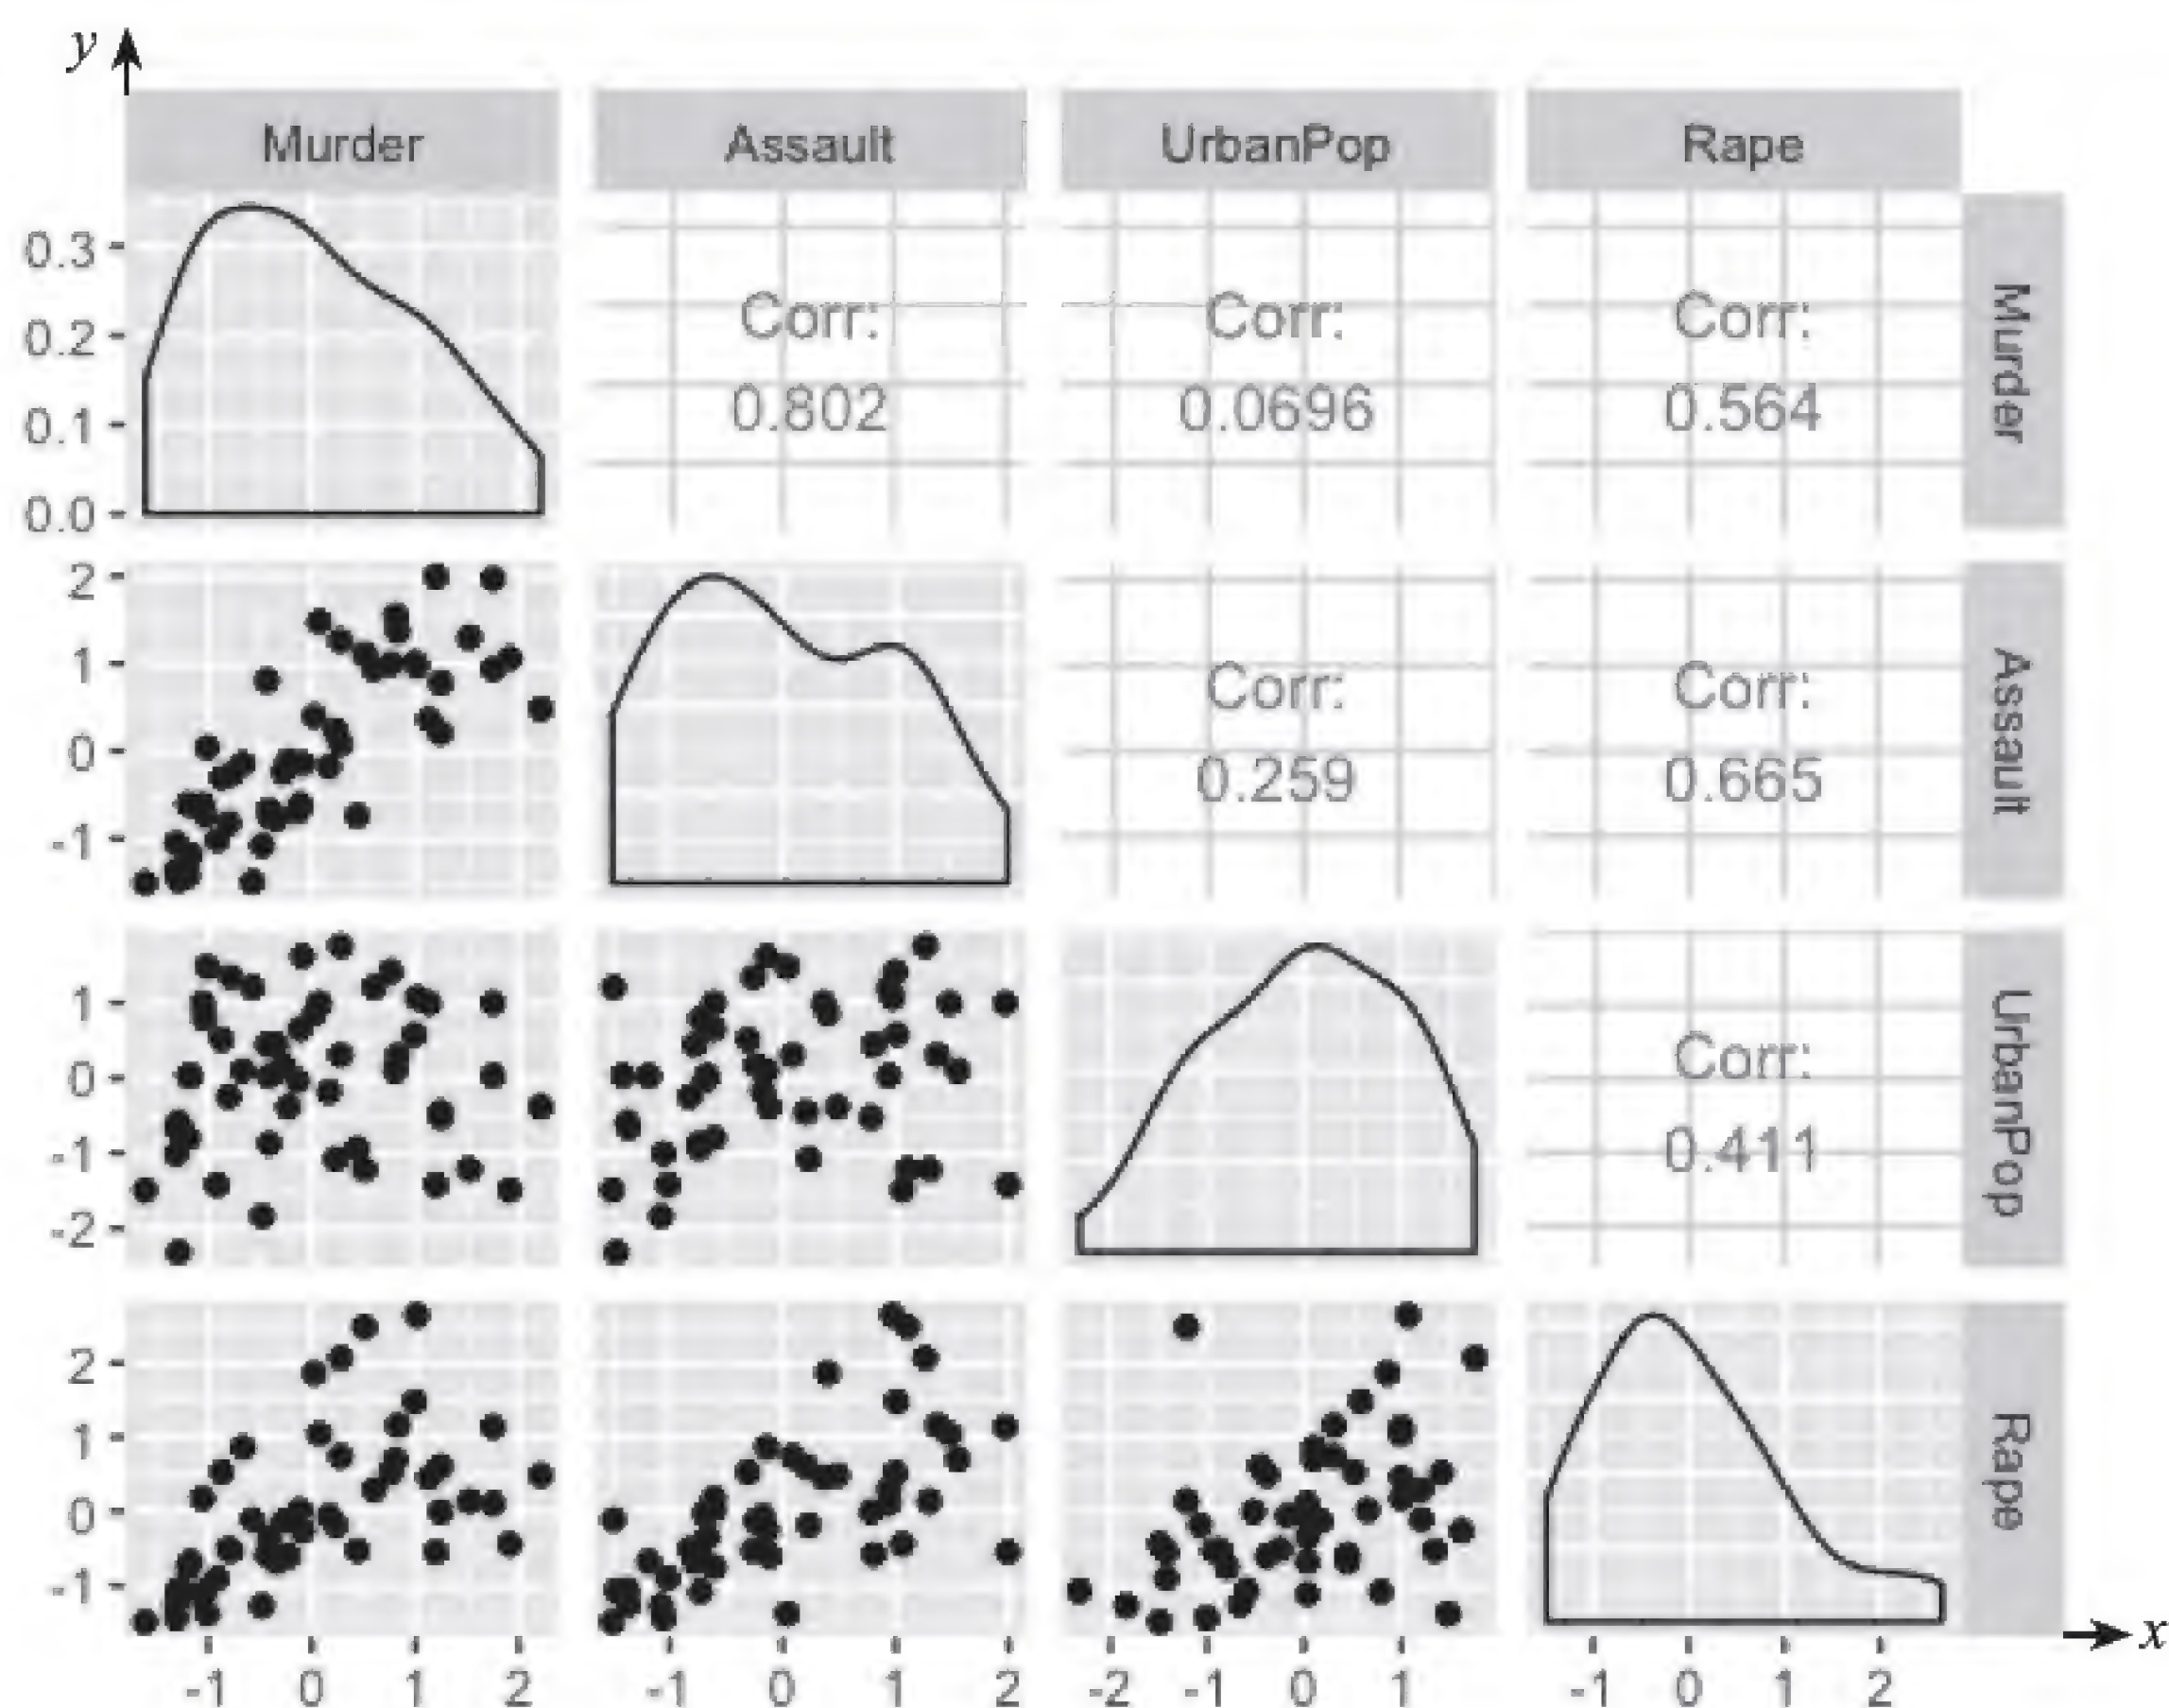 y
Murder Assault UrbanPop Rape
0.3
0.2
0.1
0.0
Corr:
0.802
Corr:
0.0696
Corr:
0.564
Murder
2
1
0
-1
Corr:
0.259
Corr:
0.665
Assault
1
0
-1
-2
Corr:
0.411
UrbanPop
2
1
0
-1
Rape
x
-1 0 1 2 -1 0 1 2 -2 -1 0 1 -1 0 1 2